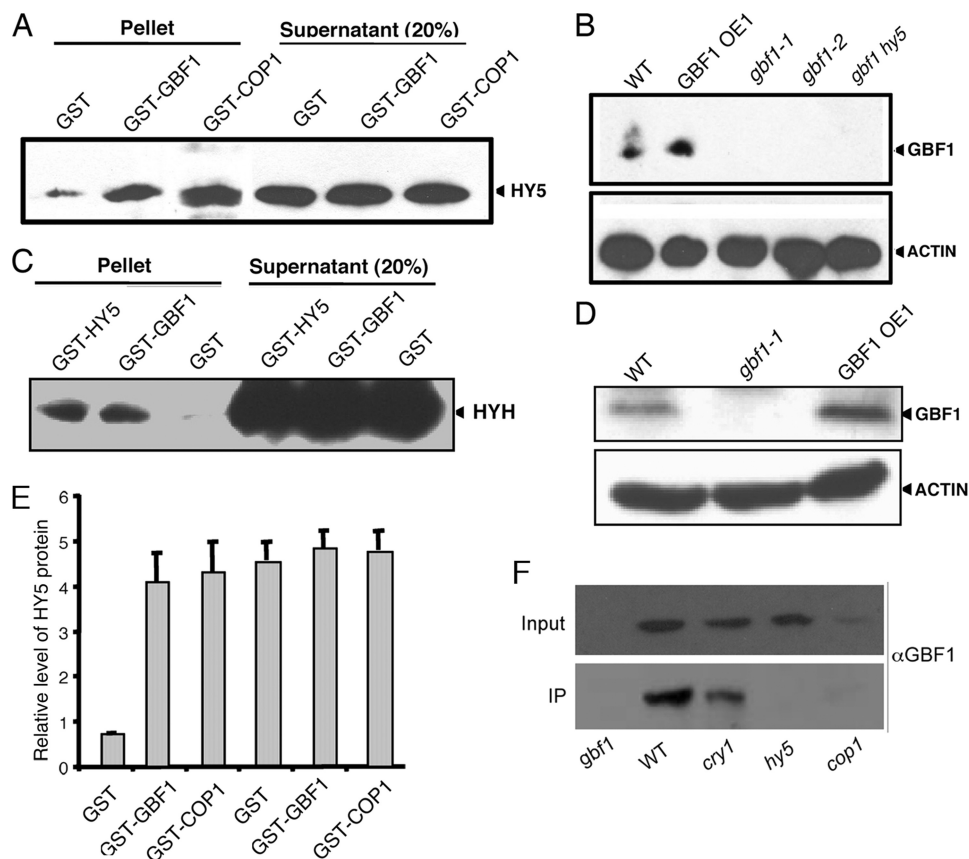 A
Pellet
Supernatant (20%)
GST
GST-GBF1
GST-COP1
GST
GST-GBF1
GST-COP1
HY5
B
WT
GBF1 OE1
gbf1-1
gbf1-2
gbf1 hy5
GBF1
ACTIN
C
Pellet
Supernatant (20%)
GST-HY5
GST-GBF1
GST
GST-HY5
GST-GBF1
GST
HYH
D
WT
gbf1-1
GBF1 OE1
GBF1
ACTIN
E
Relative level of HY5 protein
6
5
4
3
2
1
0
GST
GST-GBF1
GST-COP1
GST
GST-GBF1
GST-COP1
F
Input
IP
αGBF1
gbf1
WT
cry1
hy5
cop1